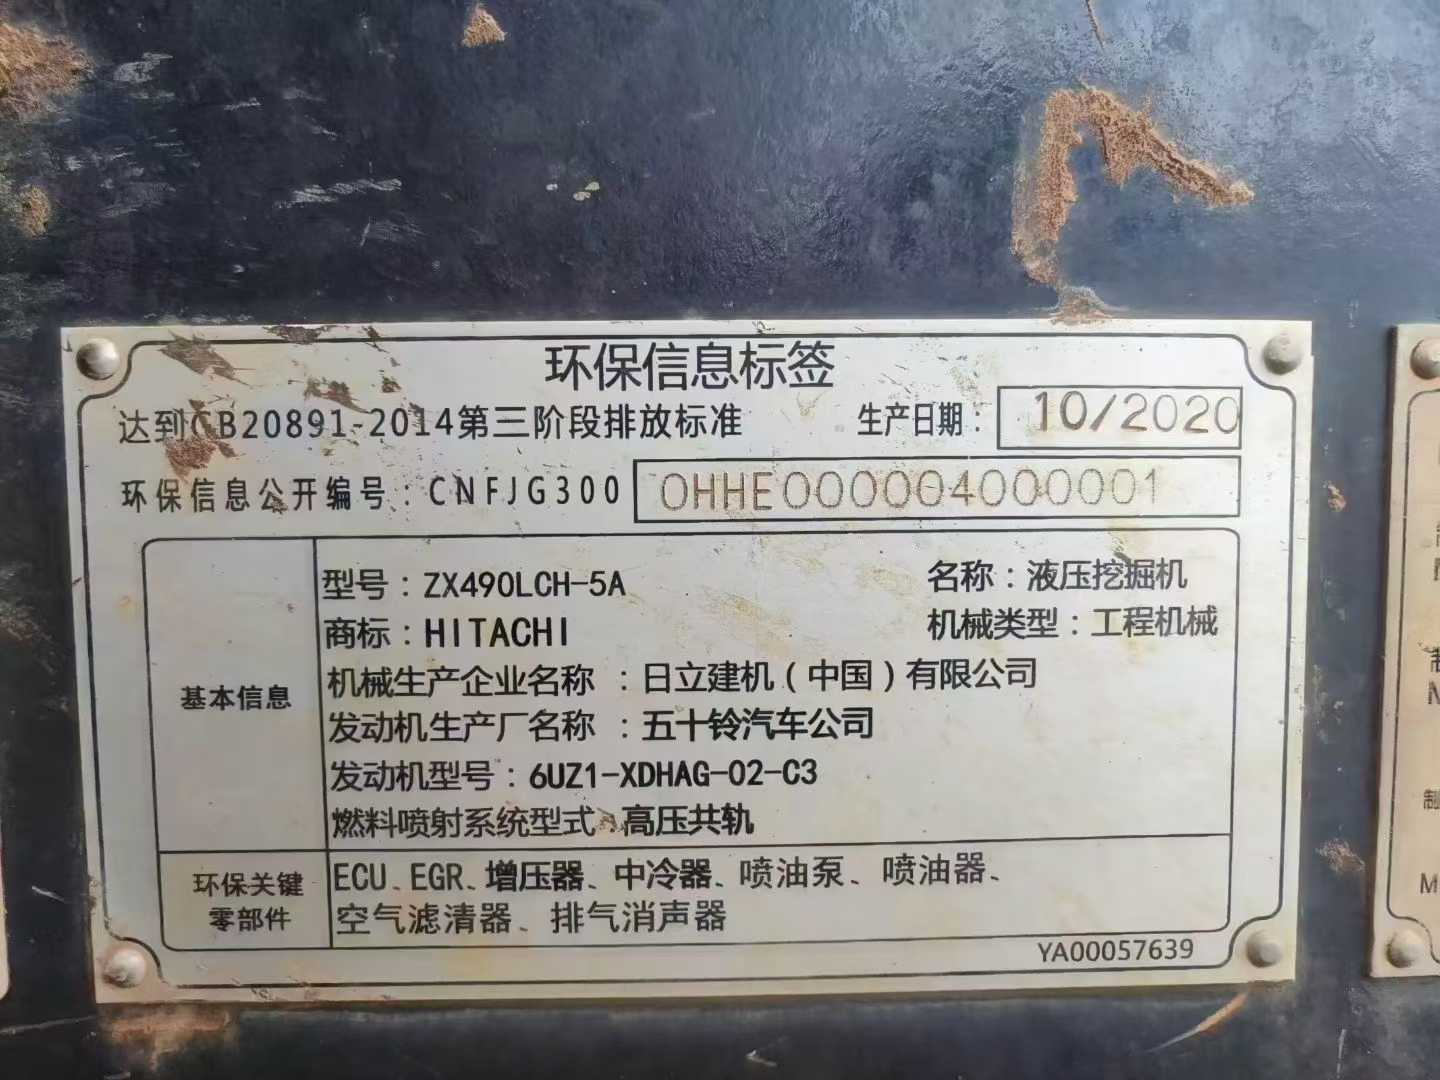 环保信息标签
达到GB20891-2014第三阶段排放标准 生产日期: 10/2020
环保信息公开编号: CNFJG300 OHHE000004000001
基本信息
型号: ZX490LCH-5A 名称: 液压挖掘机
商标: HITACHI 机械类型: 工程机械
机械生产企业名称 : 日立建机(中国)有限公司
发动机生产厂名称 : 五十铃汽车公司
发动机型号: 6UZ1-XDHAG-02-C3
燃料喷射系统型式: 高压共轨
环保关键
零部件
ECU、EGR、增压器、中冷器、喷油泵、喷油器、
空气滤清器、排气消声器
YA00057639